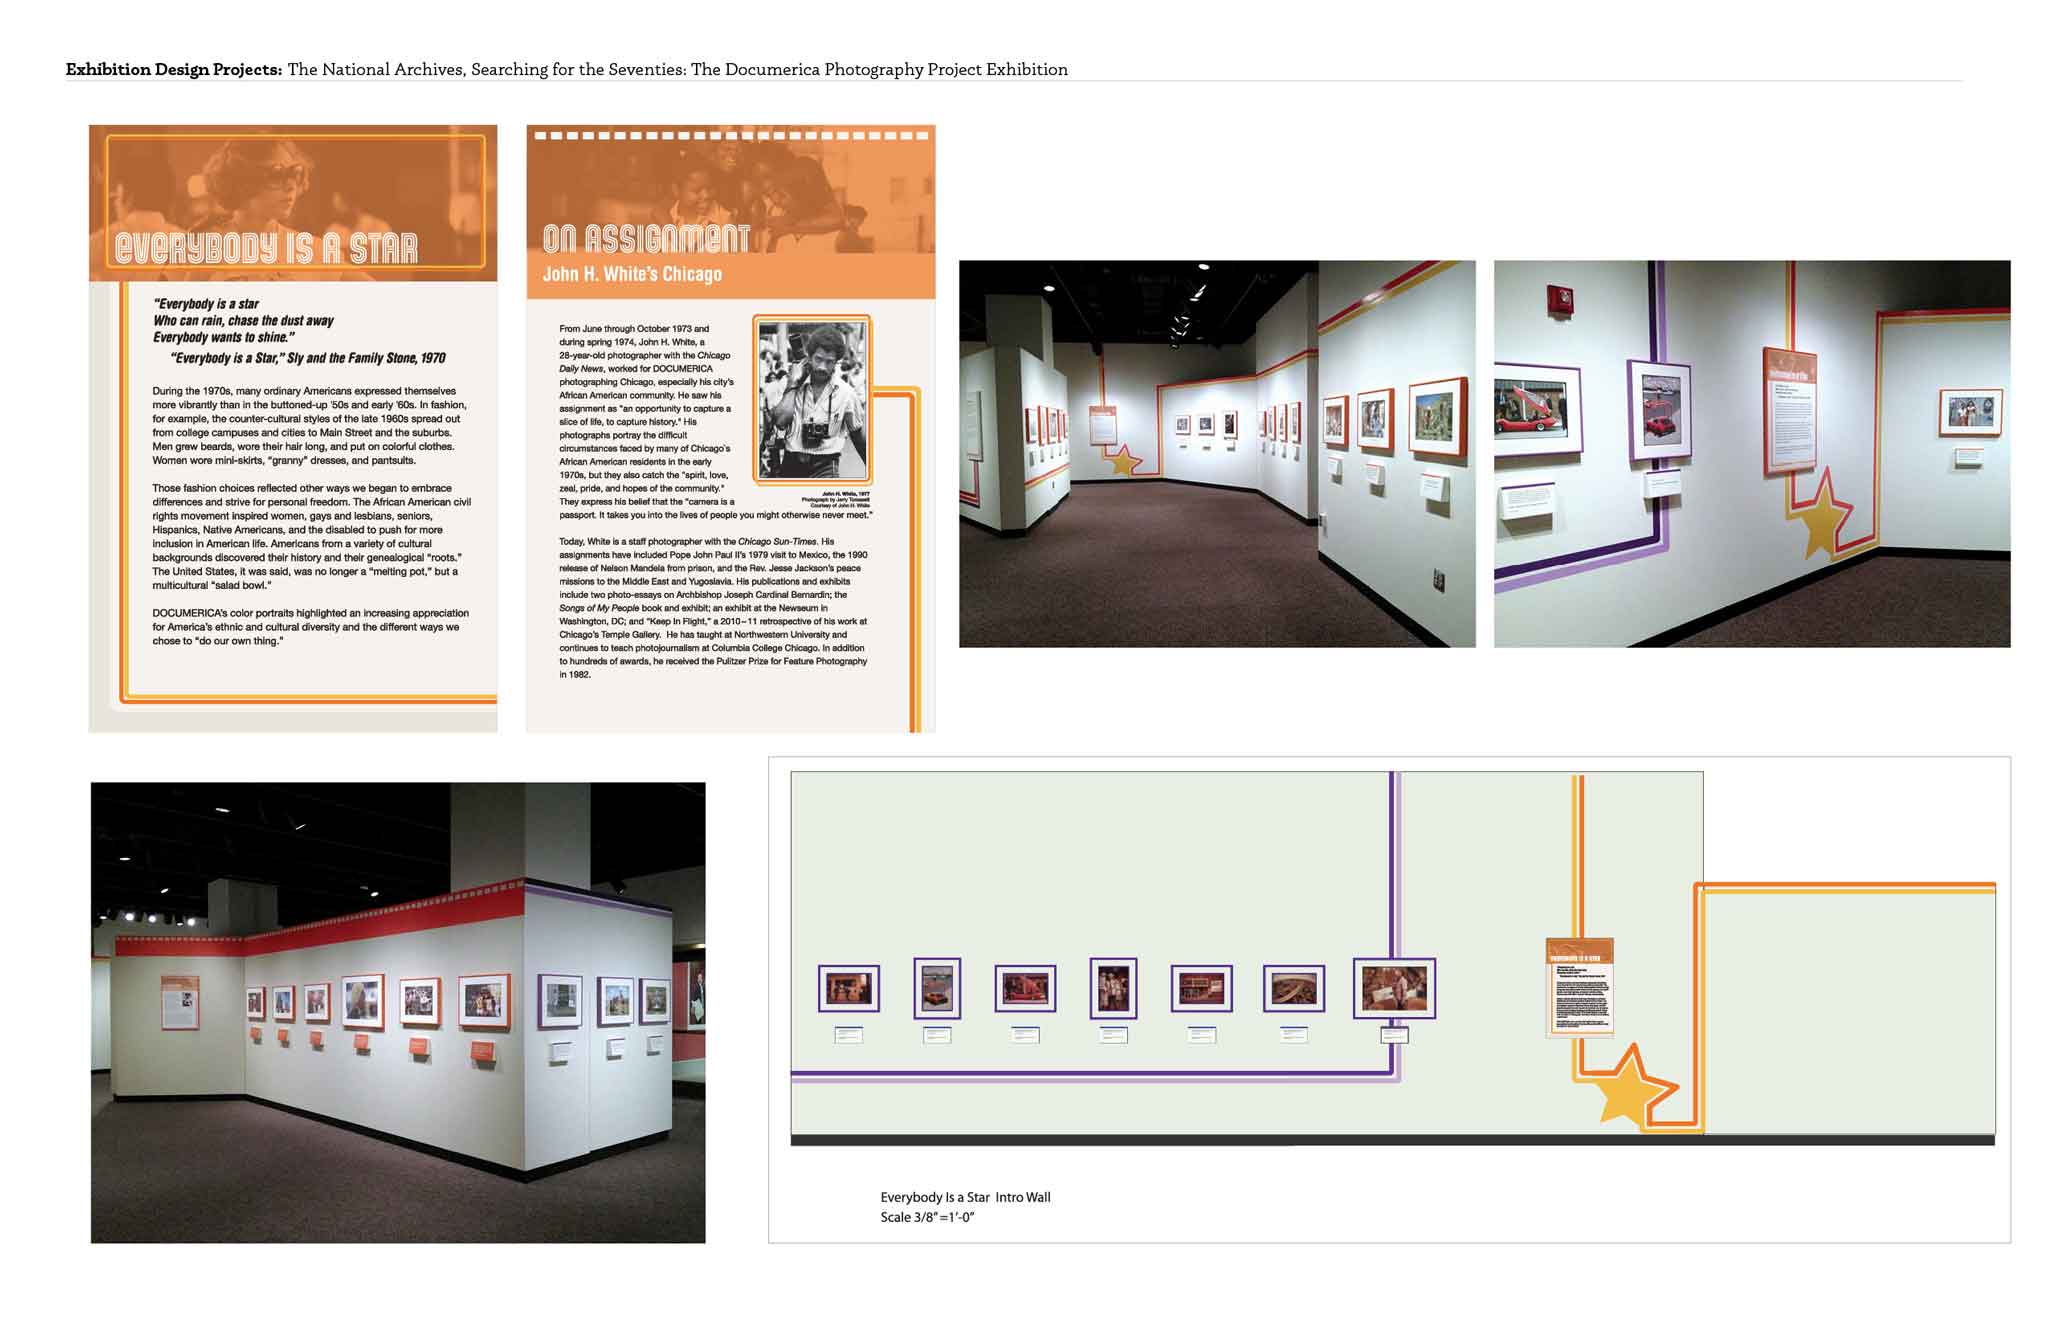 Exhibition Design Projects: The National Archives, Searching for the Seventies: The Documerica Photography Project Exhibition
EVERYBODY IS A STAR
“Everybody is a star
Who can rain, chase the dust away
Everybody wants to shine.”
“Everybody is a Star,” Sly and the Family Stone, 1970
During the 1970s, many ordinary Americans expressed themselves
more vibrantly than in the buttoned-up ’50s and early ’60s. In fashion,
for example, the counter-cultural styles of the late 1960s spread out
from college campuses and cities to Main Street and the suburbs.
Men grew beards, wore their hair long, and put on colorful clothes.
Women wore mini-skirts, “granny” dresses, and pantsuits.
Those fashion choices reflected other ways we began to embrace
differences and strive for personal freedom. The African American civil
rights movement inspired women, gays and lesbians, seniors,
Hispanics, Native Americans, and the disabled to push for more
inclusion in American life. Americans from a variety of cultural
backgrounds discovered their history and their genealogical “roots.”
The United States, it was said, was no longer a “melting pot,” but a
multicultural “salad bowl.”
DOCUMERICA’s color portraits highlighted an increasing appreciation
for America’s ethnic and cultural diversity and the different ways we
chose to “do our own thing.”
ON ASSIGNMENT
John H. White’s Chicago
From June through October 1973 and
during spring 1974, John H. White, a
28-year-old photographer with the Chicago
Daily News, worked for DOCUMERICA
photographing Chicago, especially his city’s
African American community. He saw his
assignment as “an opportunity to capture a
slice of life, to capture history.” His
photographs portray the difficult
circumstances faced by many of Chicago’s
African American residents in the early
1970s, but they also catch the “spirit, love,
zeal, pride, and hopes of the community.”
They express his belief that the “camera is a
passport. It takes you into the lives of people you might otherwise never meet.”
John H. White, 1977
Photograph by Jerry Tomaselli
Courtesy of John H. White
Today, White is a staff photographer with the Chicago Sun-Times. His
assignments have included Pope John Paul II’s 1979 visit to Mexico, the 1990
release of Nelson Mandela from prison, and the Rev. Jesse Jackson’s peace
missions to the Middle East and Yugoslavia. His publications and exhibits
include two photo-essays on Archbishop Joseph Cardinal Bernardin; the
Songs of My People book and exhibit; an exhibit at the Newseum in
Washington, DC; and “Keep In Flight,” a 2010–11 retrospective of his work at
Chicago’s Temple Gallery. He has taught at Northwestern University and
continues to teach photojournalism at Columbia College Chicago. In addition
to hundreds of awards, he received the Pulitzer Prize for Feature Photography
in 1982.
EVERYBODY IS A STAR
Everybody Is a Star Intro Wall
Scale 3/8”=1’-0”